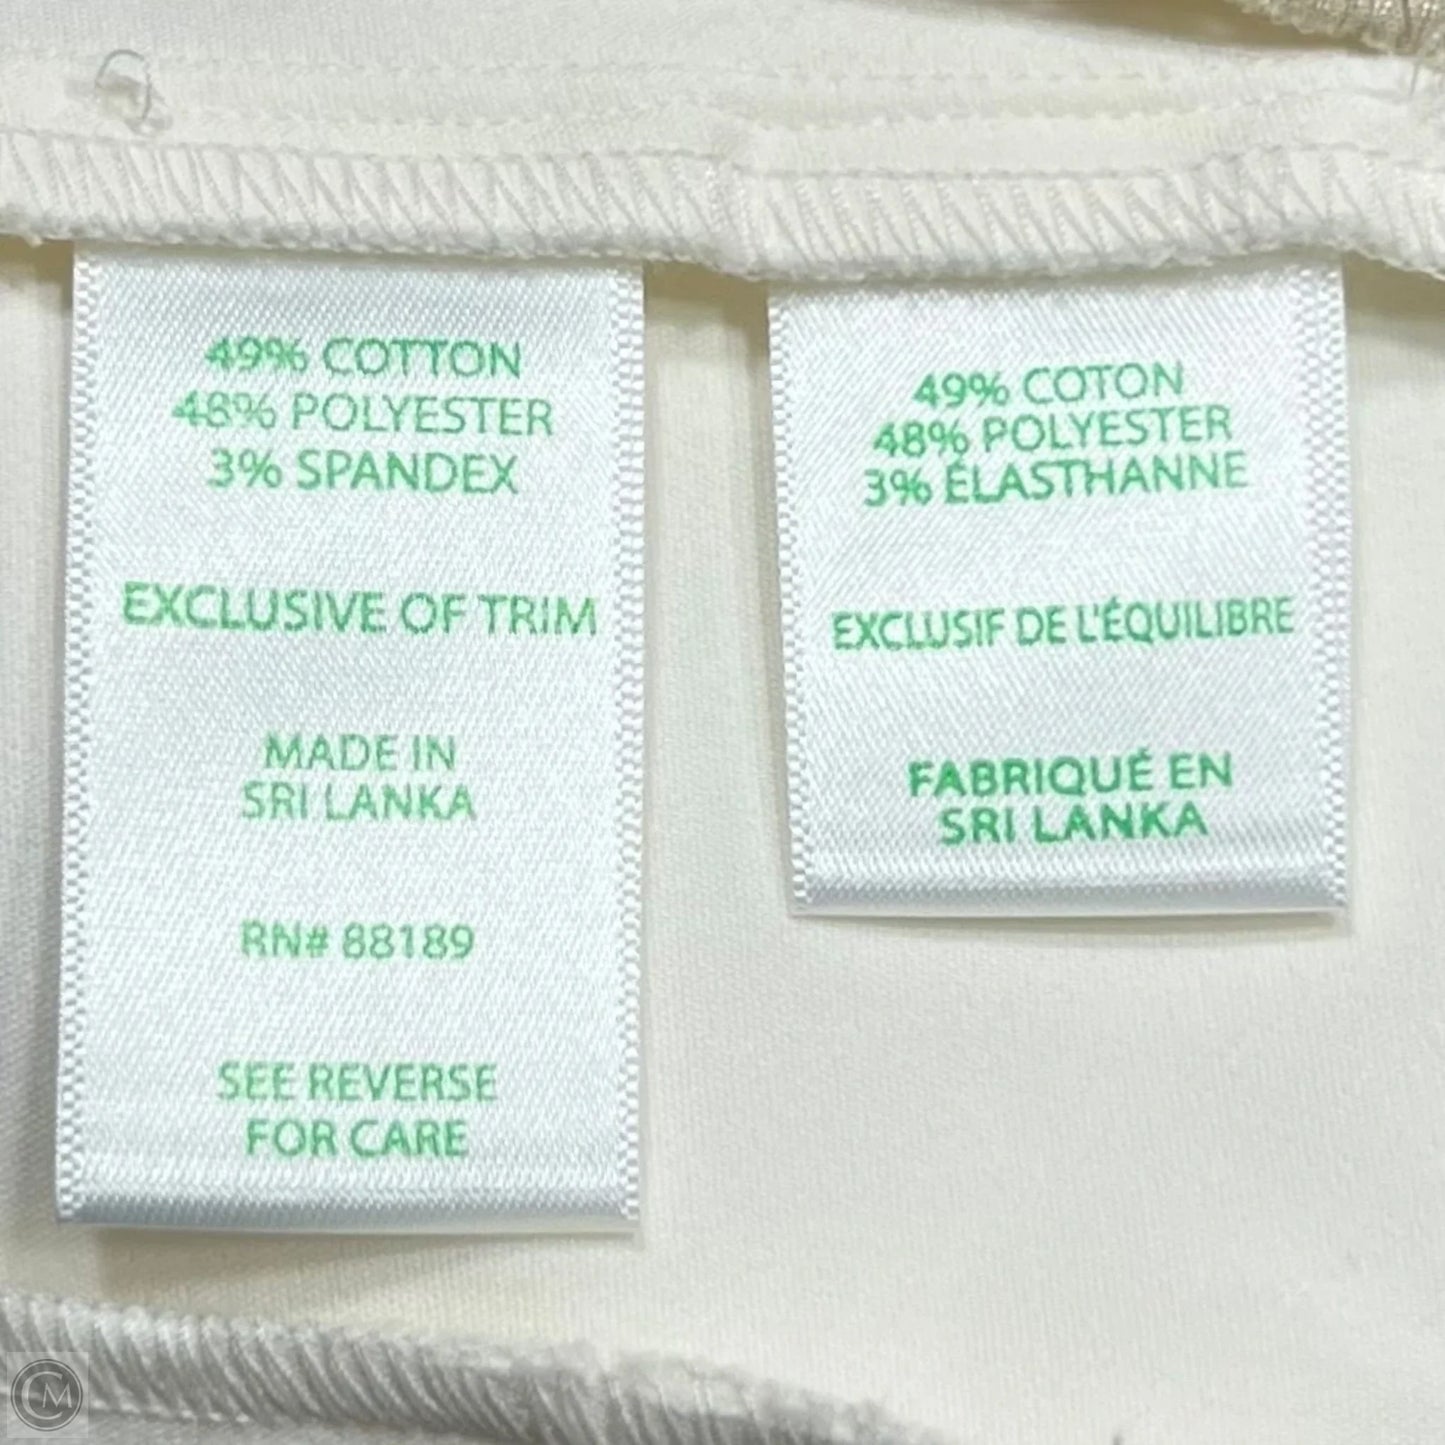 49% COTTON
48% POLYESTER
3% SPANDEX
EXCLUSIVE OF TRIM
MADE IN
SRI LANKA
RN# 88189
SEE REVERSE
FOR CARE
49% COTON
48% POLYESTER
3% ÉLASTHANNE
EXCLUSIF DE L'ÉQUILIBRE
FABRIQUÉ EN
SRI LANKA
CM